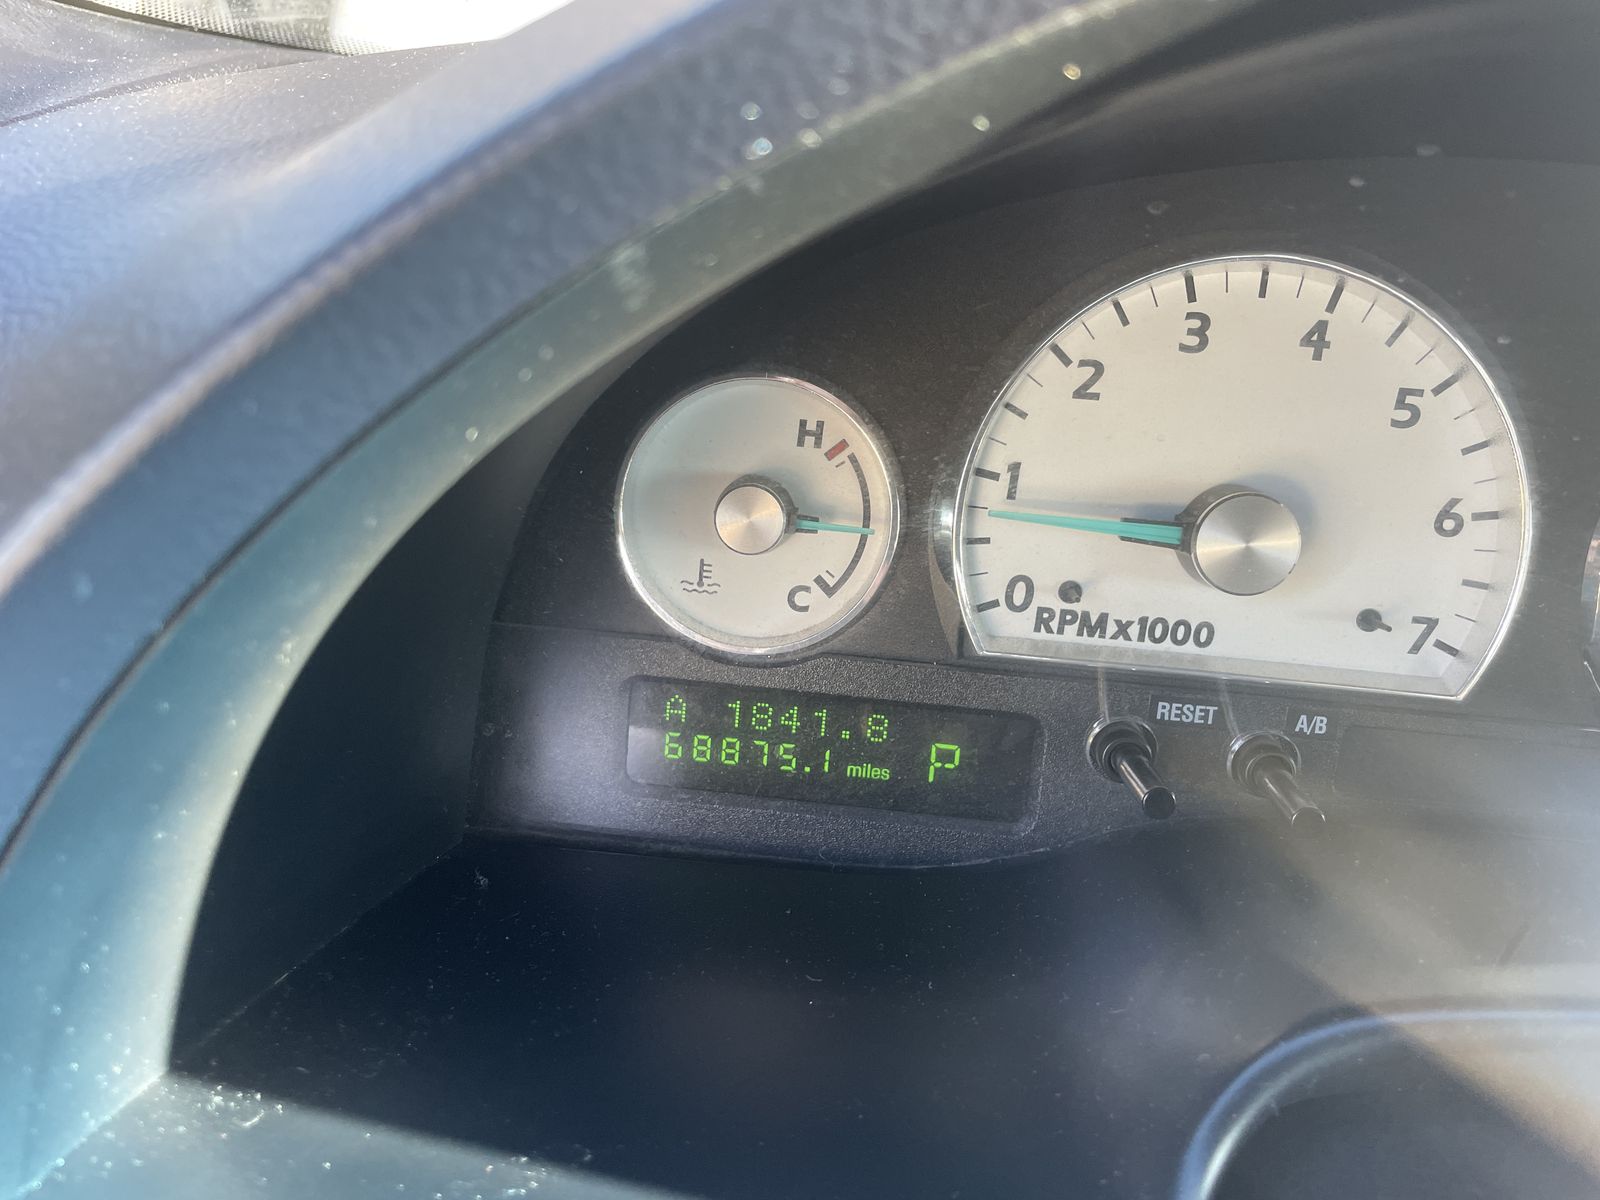 H
C
0
1
2
3
4
5
6
7
RPMx1000
A 1841.8
68875.1 miles P
RESET
A/B